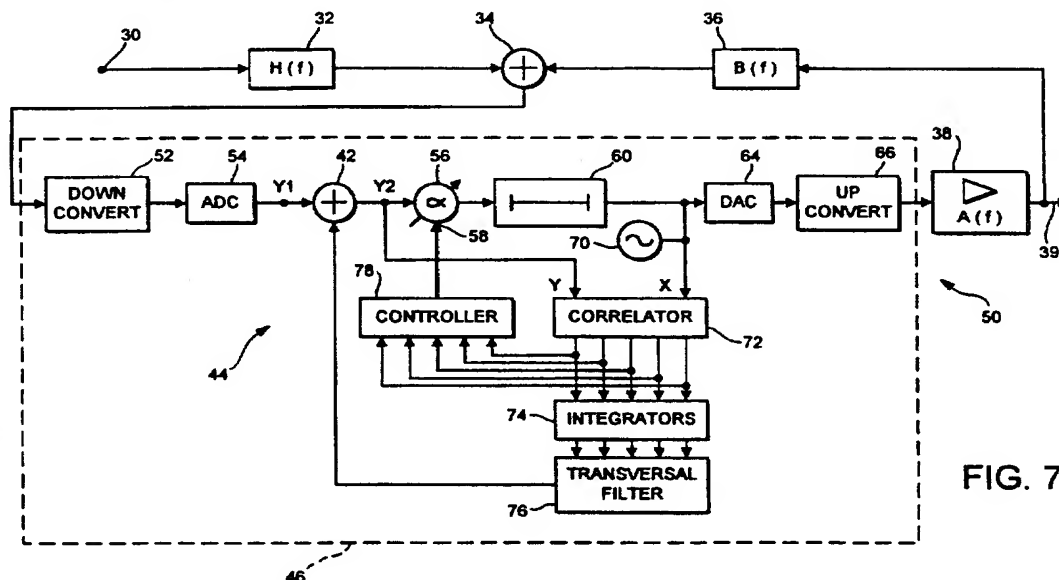 30
32
34
36
H(f)
B(f)
52
54
42
56
60
64
66
38
DOWN
CONVERT
ADC
Y1
Y2
α
58
DAC
UP
CONVERT
A(f)
39
70
78
Y
X
CONTROLLER
CORRELATOR
72
50
44
74
INTEGRATORS
TRANSVERSAL
FILTER
76
FIG. 7
46